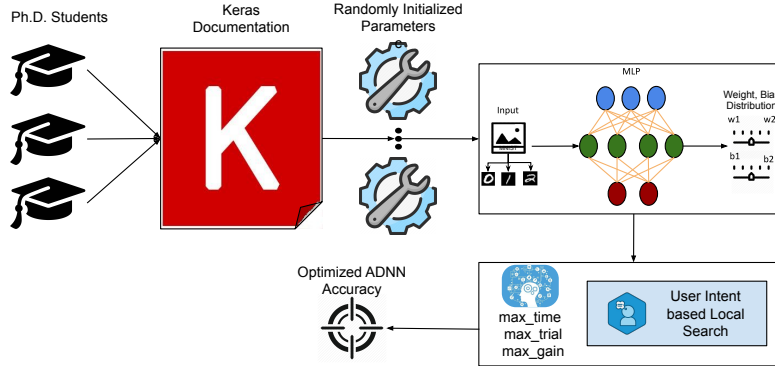 Ph.D. Students
Keras
Documentation
Randomly Initialized
Parameters
K
MLP
Input
Weight, Bia
Distribution
w1 w2
b1 b2
Optimized ADNN
Accuracy
max_time
max_trial
max_gain
User Intent
based Local
Search